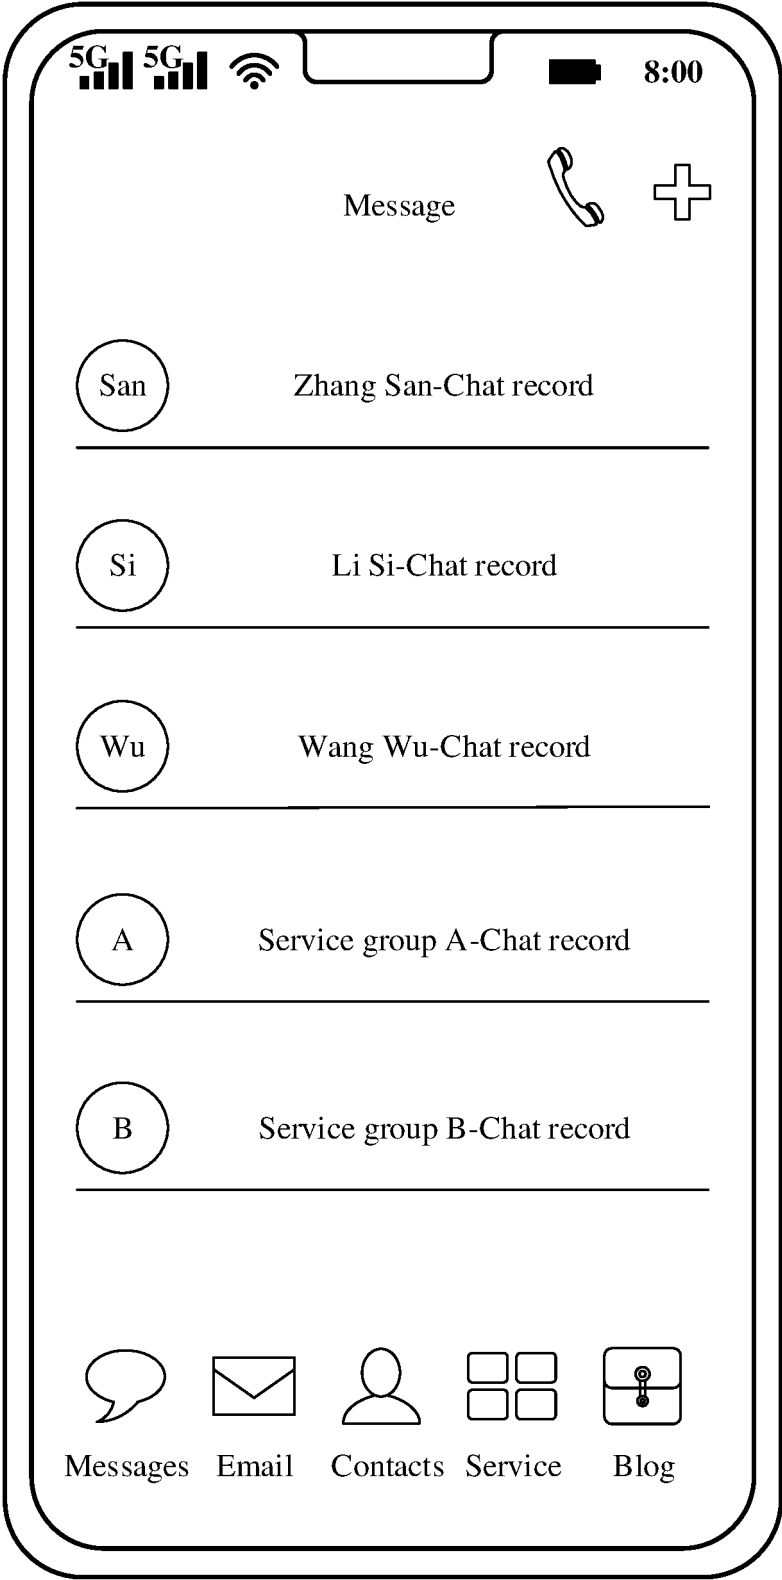 5G 5G 8:00
Message
San Zhang San-Chat record
Si Li Si-Chat record
Wu Wang Wu-Chat record
A Service group A-Chat record
B Service group B-Chat record
Messages Email Contacts Service Blog